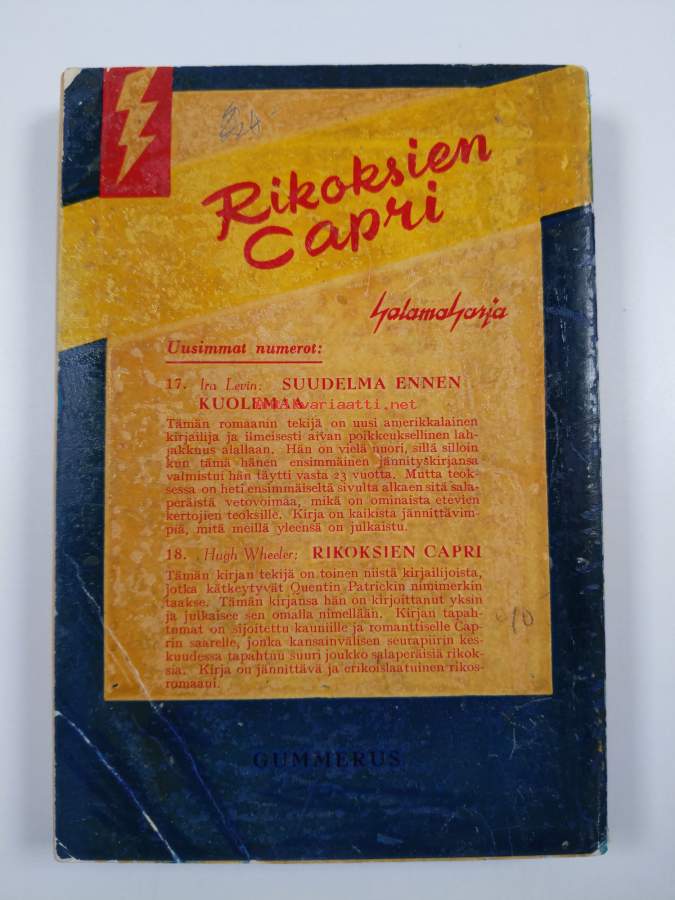 Rikoksien
Capri
SalamaSarja
Uusimmat numerot:
17. Ira Levin: SUUDELMA ENNEN
KUOLEMAA
Tämän romaanin tekijä on uusi amerikkalainen
kirjailija ja ilmeisesti aivan poikkeuksellinen lah-
jakkuus alallaan. Hän on vielä nuori, sillä silloin
kun tämä hänen ensimmäinen jännityskirjansa
valmistui hän täytti vasta 23 vuotta. Mutta teok-
sessa on heti ensimmäiseltä sivulta alkaen sitä sala-
peräistä vetovoimaa, mikä on ominaista etevien
kertojien teoksille. Kirja on kaikista jännittävim-
piä, mitä meillä yleensä on julkaistu.
18. Hugh Wheeler: RIKOKSIEN CAPRI
Tämän kirjan tekijä on toinen niistä kirjailijoista,
jotka kätkeytyvät Quentin Patrickin nimimerkin
taakse. Tämän kirjansa hän on kirjoittanut yksin
ja julkaisee sen omalla nimellään. Kirjan tapah-
tumat on sijoitettu kauniille ja romanttiselle Cap-
rin saarelle, jonka kansainvälisen seurapiirin kes-
kuudessa tapahtuu suuri joukko salaperäisiä rikok-
sia. Kirja on jännittävä ja erikoislaatuinen rikos-
romaani.
GUMMERUS